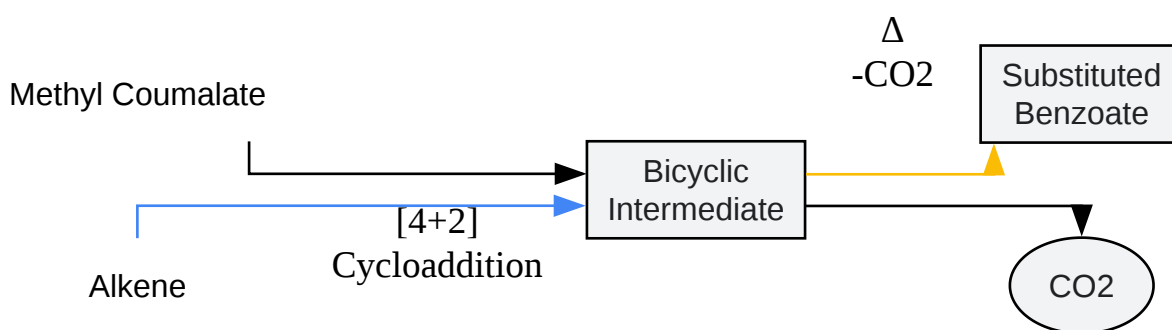 Δ
-CO2
Substituted
Benzoate
Methyl Coumalate
Bicyclic
Intermediate
[4+2]
Cycloaddition
Alkene
CO2